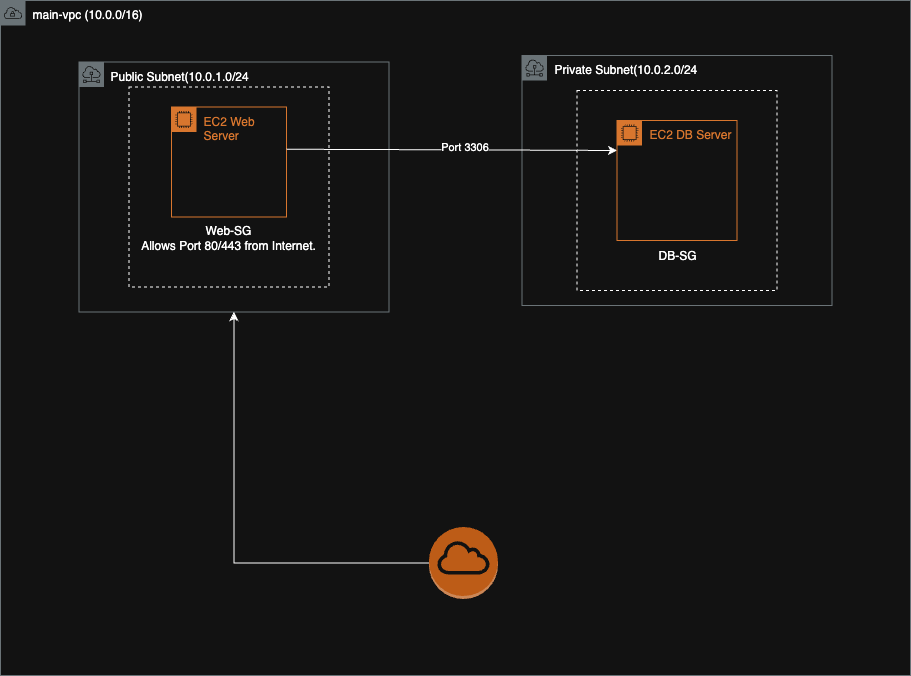 main-vpc (10.0.0/16)
Public Subnet(10.0.1.0/24
Private Subnet(10.0.2.0/24
EC2 Web
Server
EC2 DB Server
Port 3306
Web-SG
Allows Port 80/443 from Internet.
DB-SG